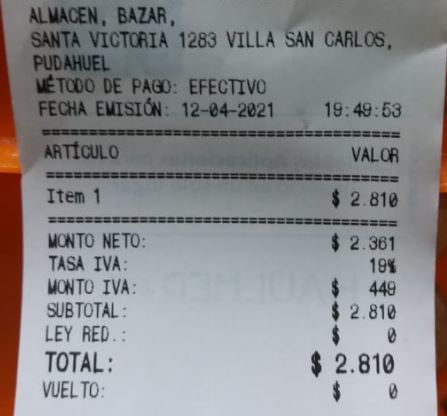 ALMACEN, BAZAR,
SANTA VICTORIA 1283 VILLA SAN CARLOS,
PUDAHUEL
MÉTODO DE PAGO: EFECTIVO
FECHA EMISIÓN: 12-04-2021 19:49:53
ARTÍCULO VALOR
Item 1 $ 2.810
MONTO NETO: $ 2.361
TASA IVA: 19%
MONTO IVA: $ 449
SUBTOTAL: $ 2.810
LEY RED.: $ 0
TOTAL: $ 2.810
VUELTO: $ 0